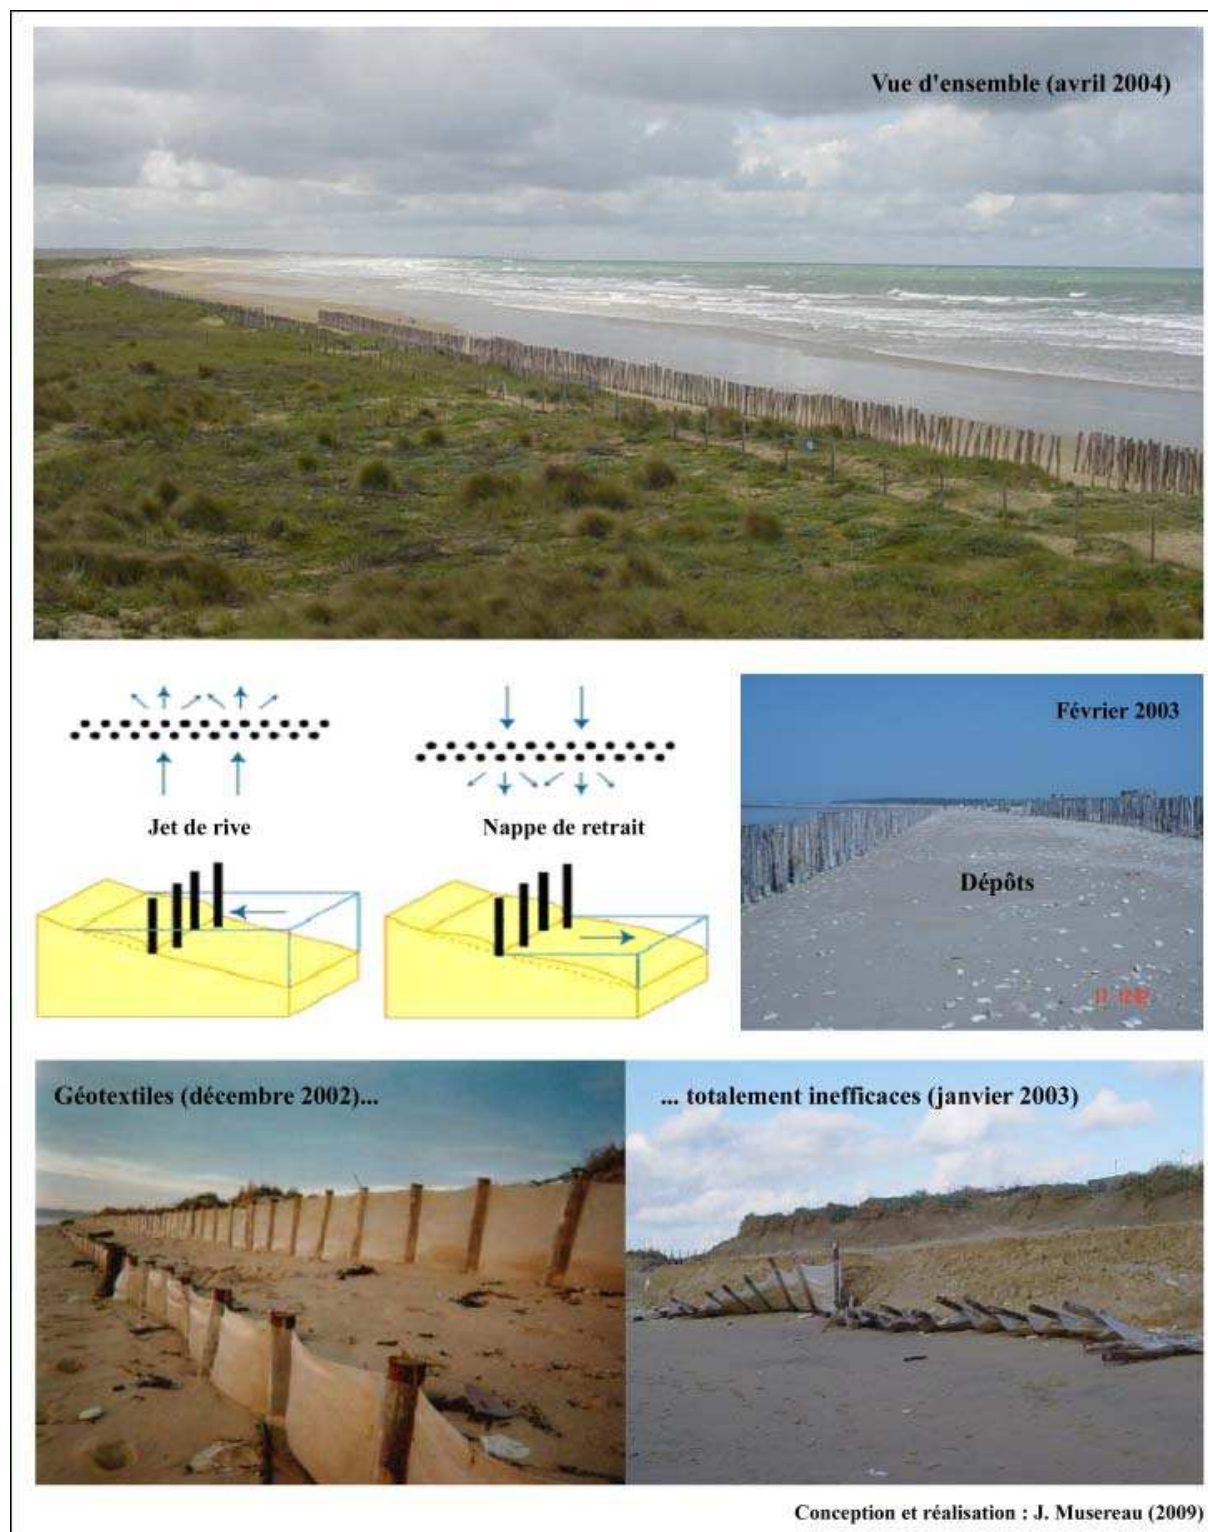 Vue d'ensemble (avril 2004)
Février 2003
Jet de rive
Nappe de retrait
Dépôts
Géotextiles (décembre 2002)...
... totalement inefficaces (janvier 2003)
Conception et réalisation : J. Musereau (2009)